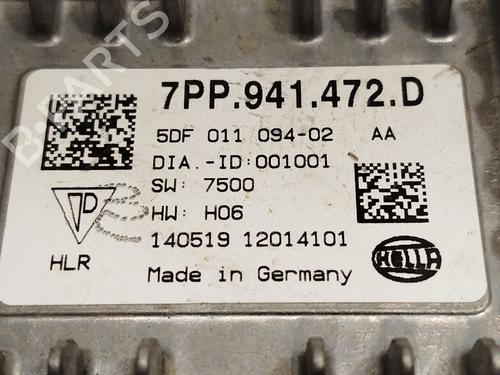 7PP.941.472.D
5DF 011 094-02 AA
DIA.-ID:001001
SW: 7500
HW: H06
140519 12014101
HLR
Made in Germany
HELLA
B-PARTS